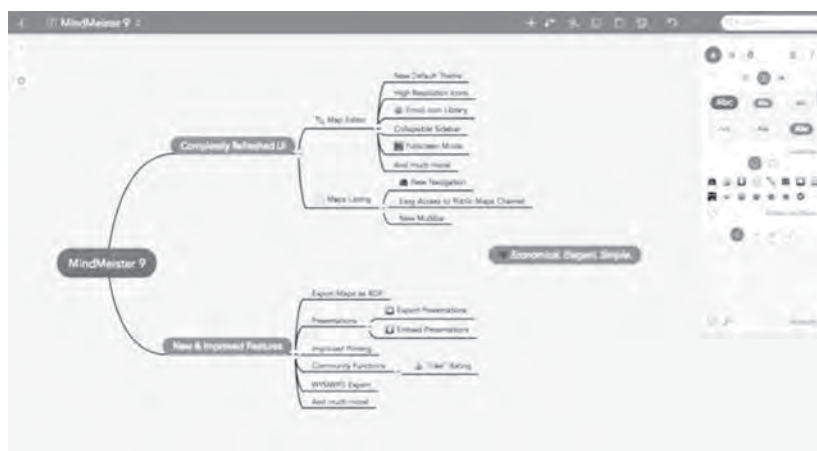 MindMeister 9
New Default Theme
High Resolution Icons
Emoji Icon Library
Map Editor
Collapsible Sidebar
Completely Refreshed UI
Fullscreen Mode
And much more!
New Navigation
Maps Listing
Easy Access to Public Maps Channel
New Multibar
Economical. Elegant. Simple.
MindMeister 9
Export Maps as PDF
Export Presentations
Presentations
Embed Presentations
New & Improved Features
Improved Printing
Community Functions
"Like" Rating
WYSIWYG Export
And much more!
Abc
Abc
Abc